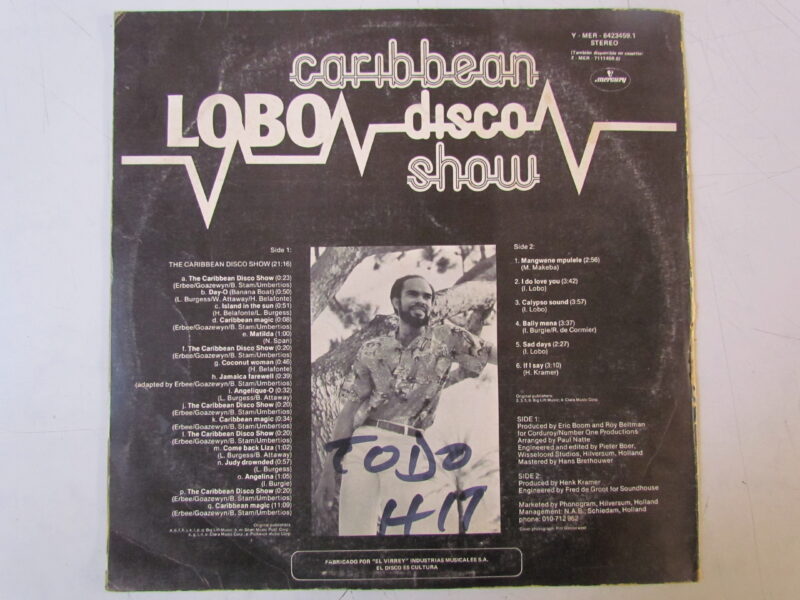 Y - MER - 6423459.1
STEREO
(También disponible en cassette:
Z - MER - 7111459.8)
mercury
caribbean
LOBO disco
show
Side 1:
THE CARIBBEAN DISCO SHOW (21:16)
a. The Caribbean Disco Show (0:23)
(Erbee/Goazewyn/B. Stam/Umbertios)
b. Day-O (Banana Boat) (0:50)
(L. Burgess/W. Attaway/H. Belafonte)
c. Island in the sun (0:51)
(H. Belafonte/L. Burgess)
d. Caribbean magic (0:08)
(Erbee/Goazewyn/B. Stam/Umbertios)
e. Matilda (1:00)
(N. Span)
f. The Caribbean Disco Show (0:20)
(Erbee/Goazewyn/B. Stam/Umbertios)
g. Coconut woman (0:46)
(H. Belafonte)
h. Jamaica farewell (0:39)
(adapted by Erbee/Goazewyn/B. Stam/Umbertios)
i. Angelique-O (0:32)
(L. Burgess/B. Attaway)
j. The Caribbean Disco Show (0:20)
(Erbee/Goazewyn/B. Stam/Umbertios)
k. Caribbean magic (0:34)
(Erbee/Goazewyn/B. Stam/Umbertios)
l. The Caribbean Disco Show (0:20)
(Erbee/Goazewyn/B. Stam/Umbertios)
m. Come back Liza (1:02)
(L. Burgess/B. Attaway)
n. Judy drownded (0:57)
(L. Burgess)
o. Angelina (1:05)
(I. Burgie)
p. The Caribbean Disco Show (0:20)
(Erbee/Goazewyn/B. Stam/Umbertios)
q. Caribbean magic (11:09)
(Erbee/Goazewyn/B. Stam/Umbertios)
Original publishers:
TODO
HIT
Side 2:
1. Mangwene mpulele (2:56)
(M. Makeba)
2. I do love you (3:42)
(I. Lobo)
3. Calypso sound (3:57)
(I. Lobo)
4. Bally mena (3:37)
(I. Burgie/R. de Cormier)
5. Sad days (2:27)
(I. Lobo)
6. If I say (3:10)
(H. Kramer)
Original publishers:
SIDE 1:
Produced by Eric Boom and Roy Beltman
for Corduroy/Number One Productions
Arranged by Paul Natte
Engineered and edited by Pieter Boer,
Wisseloord Studios, Hilversum, Holland
Mastered by Hans Brethouwer
SIDE 2:
Produced by Henk Kramer
Engineered by Fred de Groot for Soundhouse
Marketed by Phonogram, Hilversum, Holland
Management: N.A.B., Schiedam, Holland
phone: 010-712 962
FABRICADO POR "EL VIRREY" INDUSTRIAS MUSICALES S.A.
EL DISCO ES CULTURA